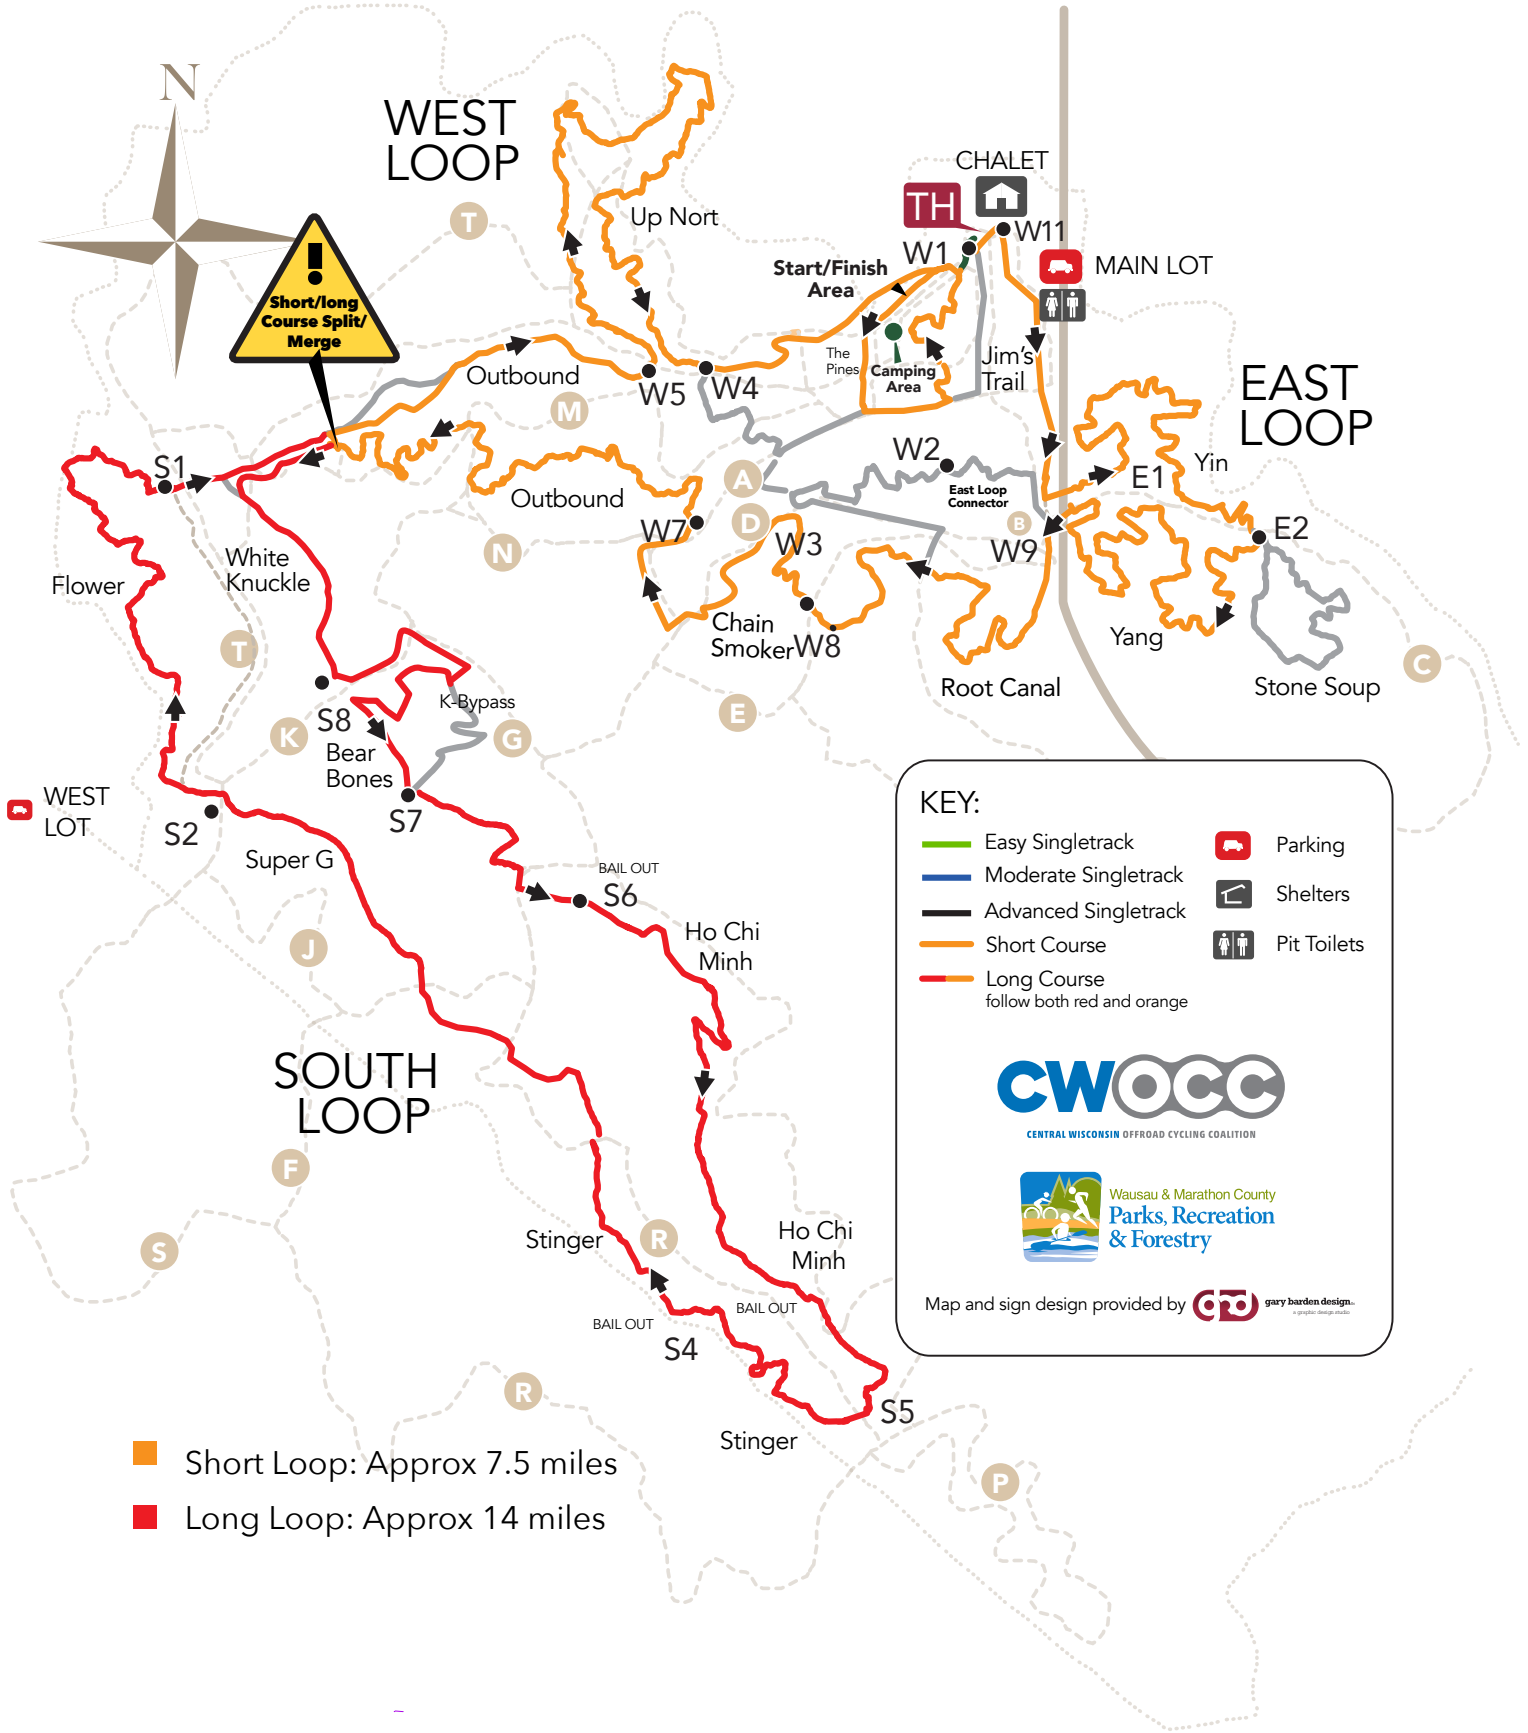 N
WEST
LOOP
CHALET
TH
W11
T
Up Nort
W1
Start/Finish
Area
MAIN LOT
Short/long
Course Split/
Merge
The
Pines
Camping
Area
Jim's
Trail
Outbound
W5
W4
M
EAST
LOOP
W2
Yin
S1
A
East Loop
Connector
E1
Outbound
W7
D
W3
B
W9
E2
N
White
Knuckle
Flower
Chain
Smoker
W8
Yang
T
Root Canal
Stone Soup
C
K-Bypass
E
S8
K
G
Bear
Bones
WEST
LOT
S2
S7
Super G
BAIL OUT
S6
Ho Chi
Minh
J
SOUTH
LOOP
F
S
Stinger
R
Ho Chi
Minh
BAIL OUT
BAIL OUT
S4
R
S5
Stinger
P
KEY:
Easy Singletrack
Moderate Singletrack
Advanced Singletrack
Short Course
Long Course
follow both red and orange
Parking
Shelters
Pit Toilets
CWOCC
CENTRAL WISCONSIN OFFROAD CYCLING COALITION
Wausau & Marathon County
Parks, Recreation
& Forestry
Map and sign design provided by
gbd
gary barden design
a graphic design studio
Short Loop: Approx 7.5 miles
Long Loop: Approx 14 miles